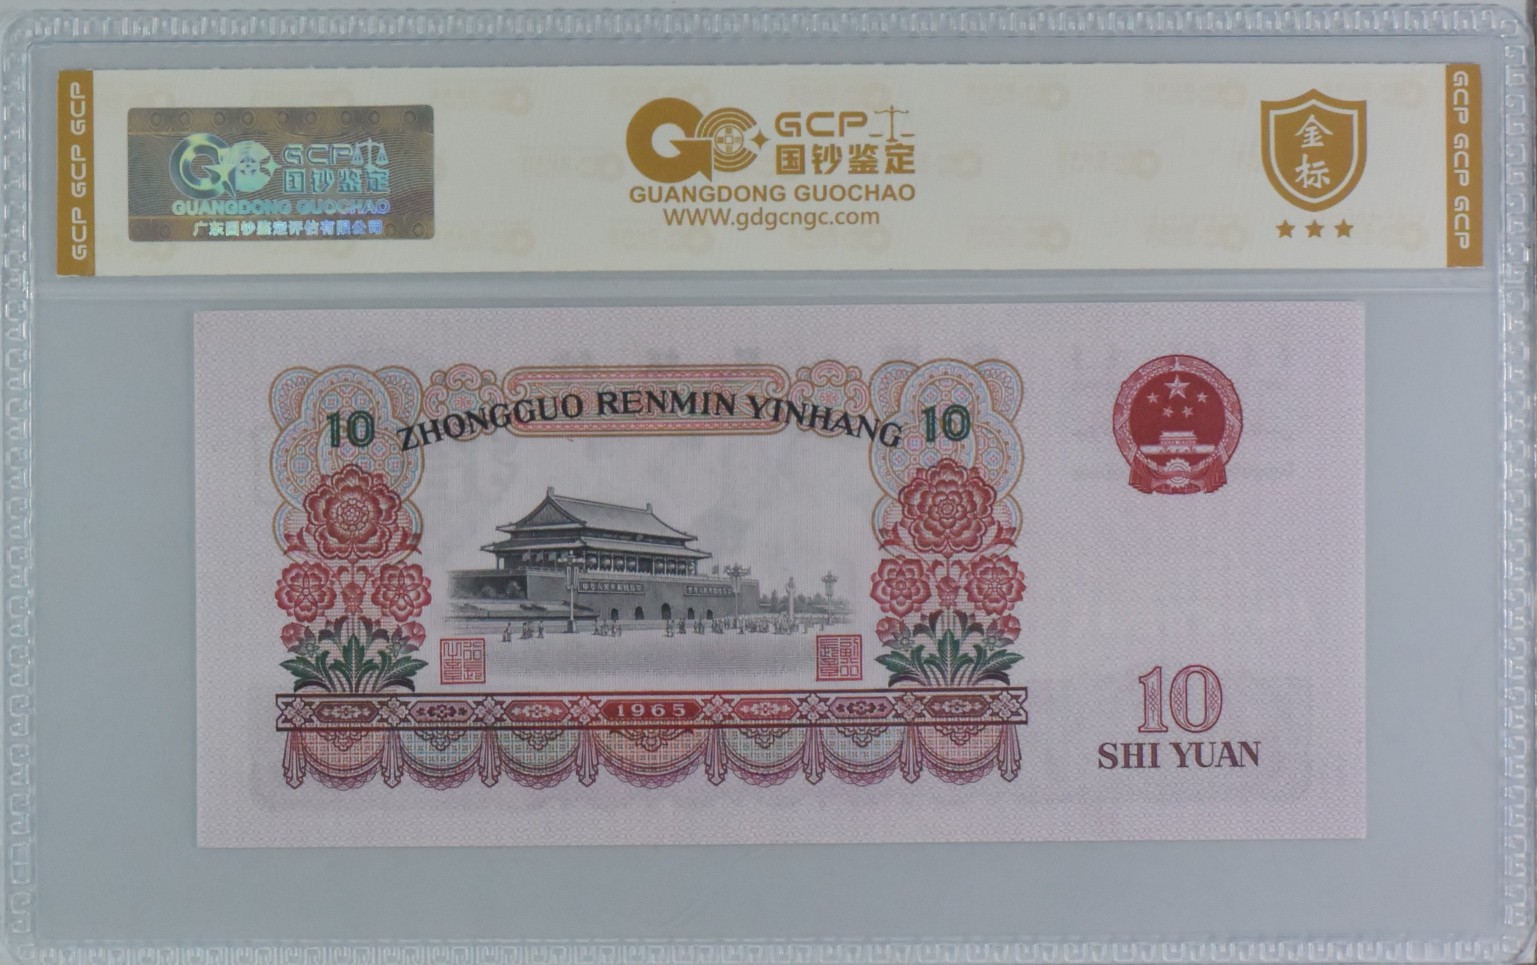 GCP GCP GCP
GCP
国钞鉴定
GUANGDONG GUOCHAO
广东国钞鉴定评估有限公司
GCP
国钞鉴定
GUANGDONG GUOCHAO
WWW.gdgcngc.com
金
标
GCP GCP GCP
10 ZHONGGUO RENMIN YINHANG 10
1965
10
SHI YUAN